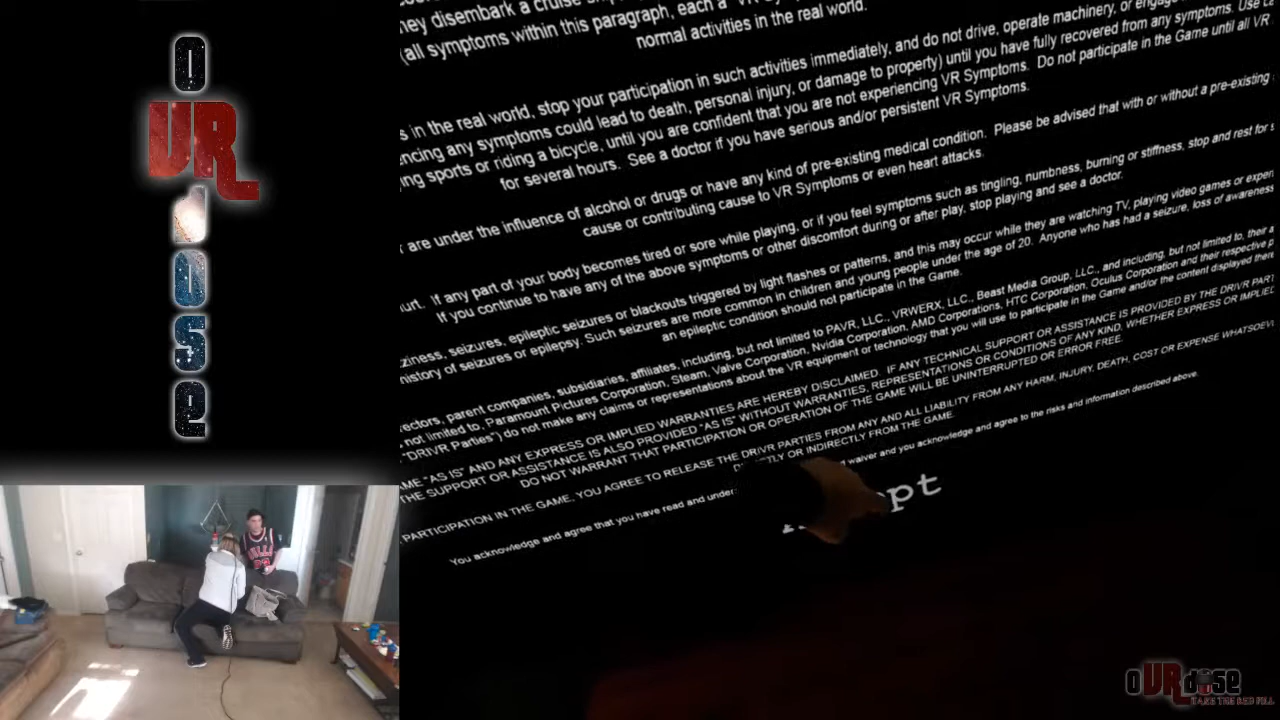 o
VR
d
o
s
e
they disembark a cruise
(all symptoms within this paragraph, each a "VR
normal activities in the real world.
s in the real world, stop your participation in such activities immediately, and do not drive, operate machinery, or engage
ncing any symptoms could lead to death, personal injury, or damage to property) until you have fully recovered from any symptoms. Use
ng sports or riding a bicycle, until you are confident that you are not experiencing VR Symptoms. Do not participate in the Game until all VR
for several hours. See a doctor if you have serious and/or persistent VR Symptoms.
are under the influence of alcohol or drugs or have any kind of pre-existing medical condition. Please be advised that with or without a pre-existing
cause or contributing cause to VR Symptoms or even heart attacks.
urt. If any part of your body becomes tired or sore while playing, or if you feel symptoms such as tingling, numbness, burning or stiffness, stop and rest for
If you continue to have any of the above symptoms or other discomfort during or after play, stop playing and see a doctor.
ziness, seizures, epileptic seizures or blackouts triggered by light flashes or patterns, and this may occur while they are watching TV, playing video games or
history of seizures or epilepsy. Such seizures are more common in children and young people under the age of 20. Anyone who has had a seizure, loss of awareness
an epileptic condition should not participate in the Game.
ectors, parent companies, subsidiaries, affiliates, including, but not limited to PAVR, LLC., VRWERX, LLC., Beast Media Group, LLC., and including, but not limited to, their
not limited to, Paramount Pictures Corporation, Steam, Valve Corporation, Nvidia Corporation, AMD Corporations, HTC Corporation, Oculus Corporation and their respective
"DRIVR Parties") do not make any claims or representations about the VR equipment or technology that you will use to participate in the Game and/or the content displayed
AME "AS IS" AND ANY EXPRESS OR IMPLIED WARRANTIES ARE HEREBY DISCLAIMED. IF ANY TECHNICAL SUPPORT OR ASSISTANCE IS PROVIDED BY THE DRIVR
THE SUPPORT OR ASSISTANCE IS ALSO PROVIDED "AS IS" WITHOUT WARRANTIES, REPRESENTATIONS OR CONDITIONS OF ANY KIND, WHETHER EXPRESS OR IMPLIED
DO NOT WARRANT THAT PARTICIPATION OR OPERATION OF THE GAME WILL BE UNINTERRUPTED OR ERROR FREE.
PARTICIPATION IN THE GAME, YOU AGREE TO RELEASE THE DRIVR PARTIES FROM ANY AND ALL LIABILITY FROM ANY HARM, INJURY, DEATH, COST OR EXPENSE WHATSOEV
OR INDIRECTLY FROM THE GAME.
You acknowledge and agree that you have read and under waiver and you acknowledge and agree to the risks and information described above.
pt
BULLS
oVRdose
TAKE THE RED PILL